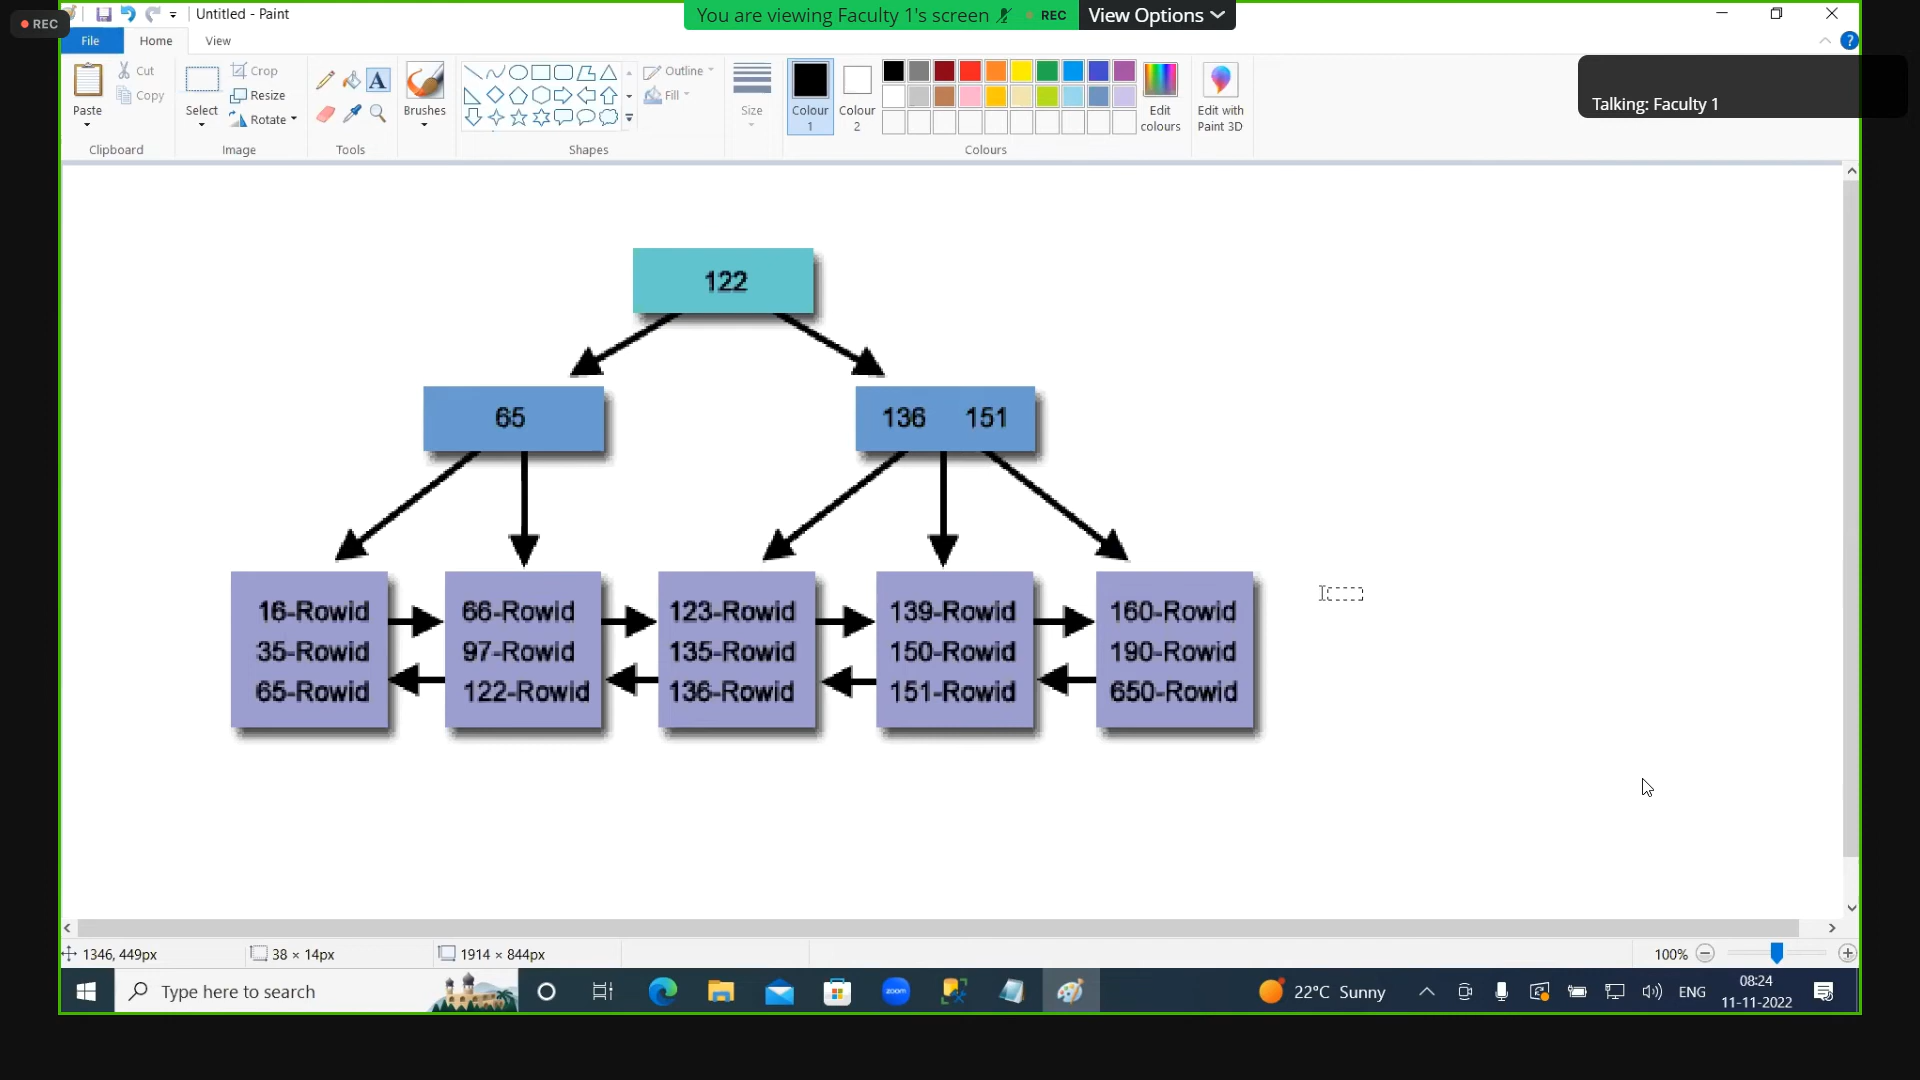 REC
Untitled - Paint
You are viewing Faculty 1's screen
REC
View Options
File
Home
View
?
Talking: Faculty 1
Paste
Cut
Copy
Clipboard
Select
Crop
Resize
Rotate
Image
A
Tools
Brushes
Shapes
Outline
Fill
Size
Colour
1
Colour
2
Edit
colours
Edit with
Paint 3D
Colours
122
65
136 151
16-Rowid
35-Rowid
65-Rowid
66-Rowid
97-Rowid
122-Rowid
123-Rowid
135-Rowid
136-Rowid
139-Rowid
150-Rowid
151-Rowid
160-Rowid
190-Rowid
650-Rowid
1346, 449px
38 × 14px
1914 × 844px
100%
Type here to search
zoom
22°C Sunny
ENG
08:24
11-11-2022